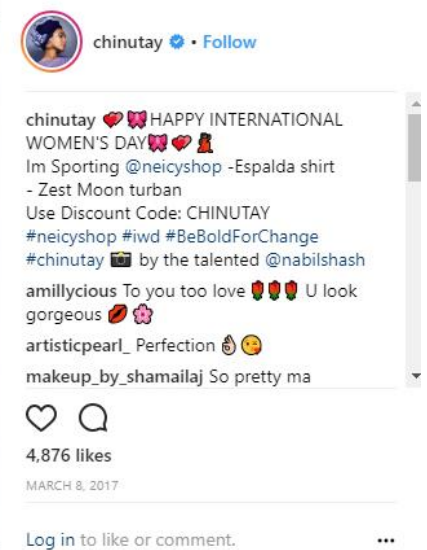 chinutay • Follow
chinutay 💕🎀HAPPY INTERNATIONAL
WOMEN'S DAY🎀💕💃
Im Sporting @neicyshop -Espalda shirt
- Zest Moon turban
Use Discount Code: CHINUTAY
#neicyshop #iwd #BeBoldForChange
#chinutay 📸 by the talented @nabilshash
amillycious To you too love 🌹🌹🌹 U look
gorgeous 💋🌸
artisticpearl_ Perfection 👌😘
makeup_by_shamailaj So pretty ma
4,876 likes
MARCH 8, 2017
Log in to like or comment.